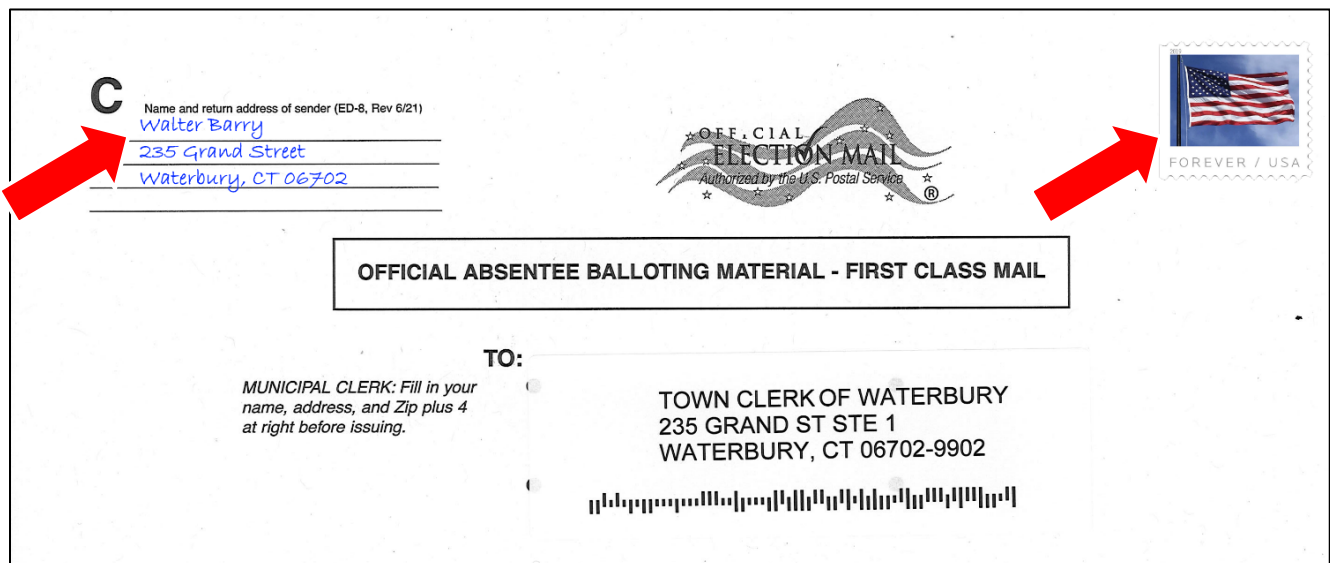 C
Name and return address of sender (ED-8, Rev 6/21)
Walter Barry
235 Grand Street
Waterbury, CT 06702
OFFICIAL
ELECTION MAIL
Authorized by the U.S. Postal Service
®
FOREVER / USA
OFFICIAL ABSENTEE BALLOTING MATERIAL - FIRST CLASS MAIL
TO:
MUNICIPAL CLERK: Fill in your
name, address, and Zip plus 4
at right before issuing.
TOWN CLERK OF WATERBURY
235 GRAND ST STE 1
WATERBURY, CT 06702-9902